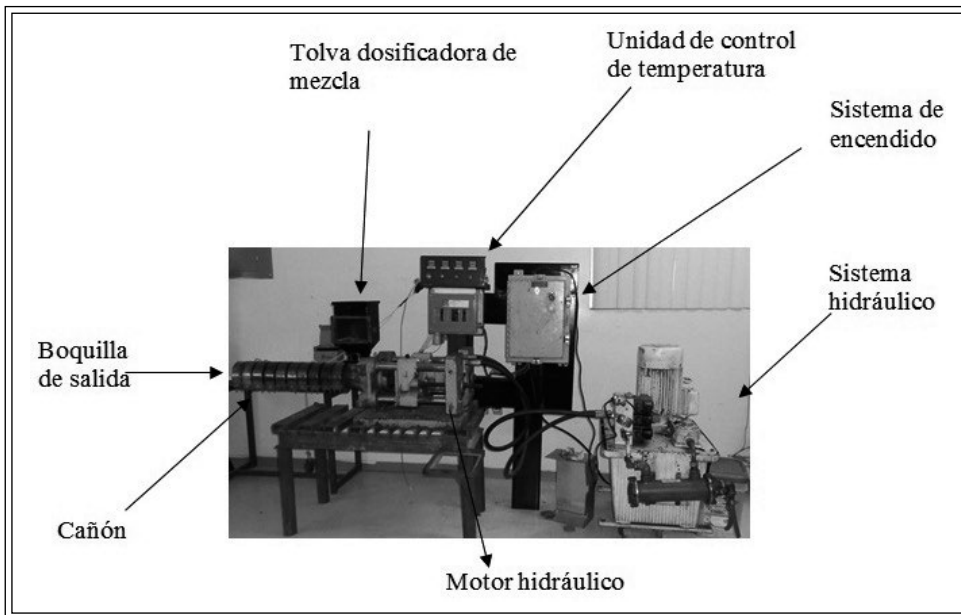 Tolva dosificadora de
mezcla
Unidad de control
de temperatura
Sistema de
encendido
Sistema
hidráulico
Boquilla
de salida
Cañón
Motor hidráulico